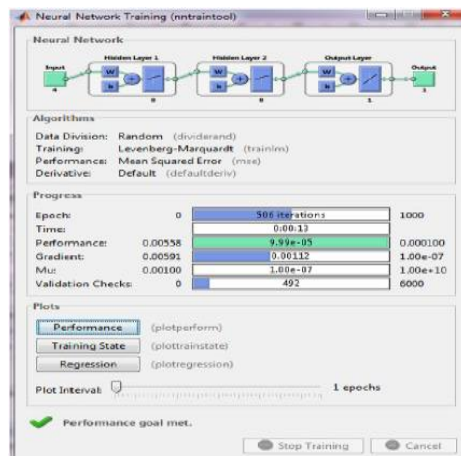 Neural Network Training (nntraintool)
Neural Network
Hidden Layer 1 Hidden Layer 2 Output Layer
Input Output
W W W
b b b
4 1
1
Algorithms
Data Division: Random (dividerand)
Training: Levenberg-Marquardt (trainlm)
Performance: Mean Squared Error (mse)
Derivative: Default (defaultderiv)
Progress
Epoch: 0 506 iterations 1000
Time: 0:00:13
Performance: 0.00558 9.99e-05 0.000100
Gradient: 0.00591 0.00112 1.00e-07
Mu: 0.00100 1.00e-07 1.00e+10
Validation Checks: 0 492 6000
Plots
Performance (plotperform)
Training State (plottrainstate)
Regression (plotregression)
Plot Interval: 1 epochs
Performance goal met.
Stop Training Cancel